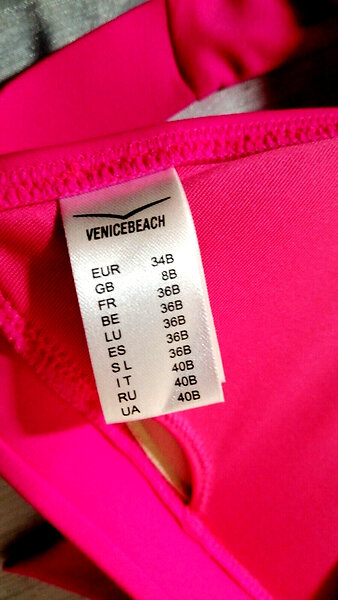 VENICEBEACH
EUR 34B
GB 8B
FR 36B
BE 36B
LU 36B
ES 36B
SL 36B
IT 40B
RU 40B
UA 40B